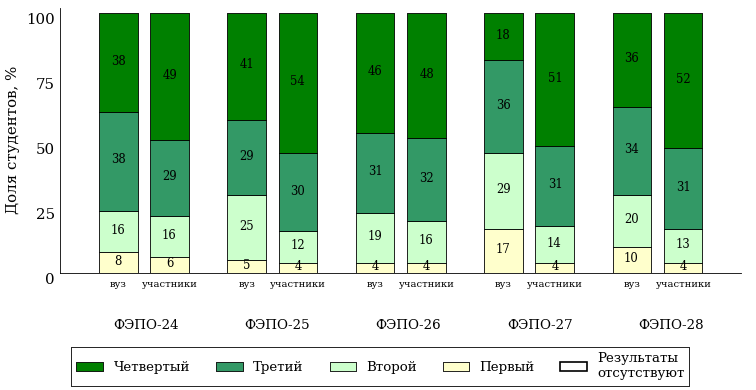 Доля студентов, %
100
75
50
25
0
38 38 16 8
49 29 16 6
41 29 25 5
54 30 12 4
46 31 19 4
48 32 16 4
18 36 29 17
51 31 14 4
36 34 20 10
52 31 13 4
вуз участники вуз участники вуз участники вуз участники вуз участники
ФЭПО-24 ФЭПО-25 ФЭПО-26 ФЭПО-27 ФЭПО-28
Четвертый Третий Второй Первый Результаты
отсутствуют